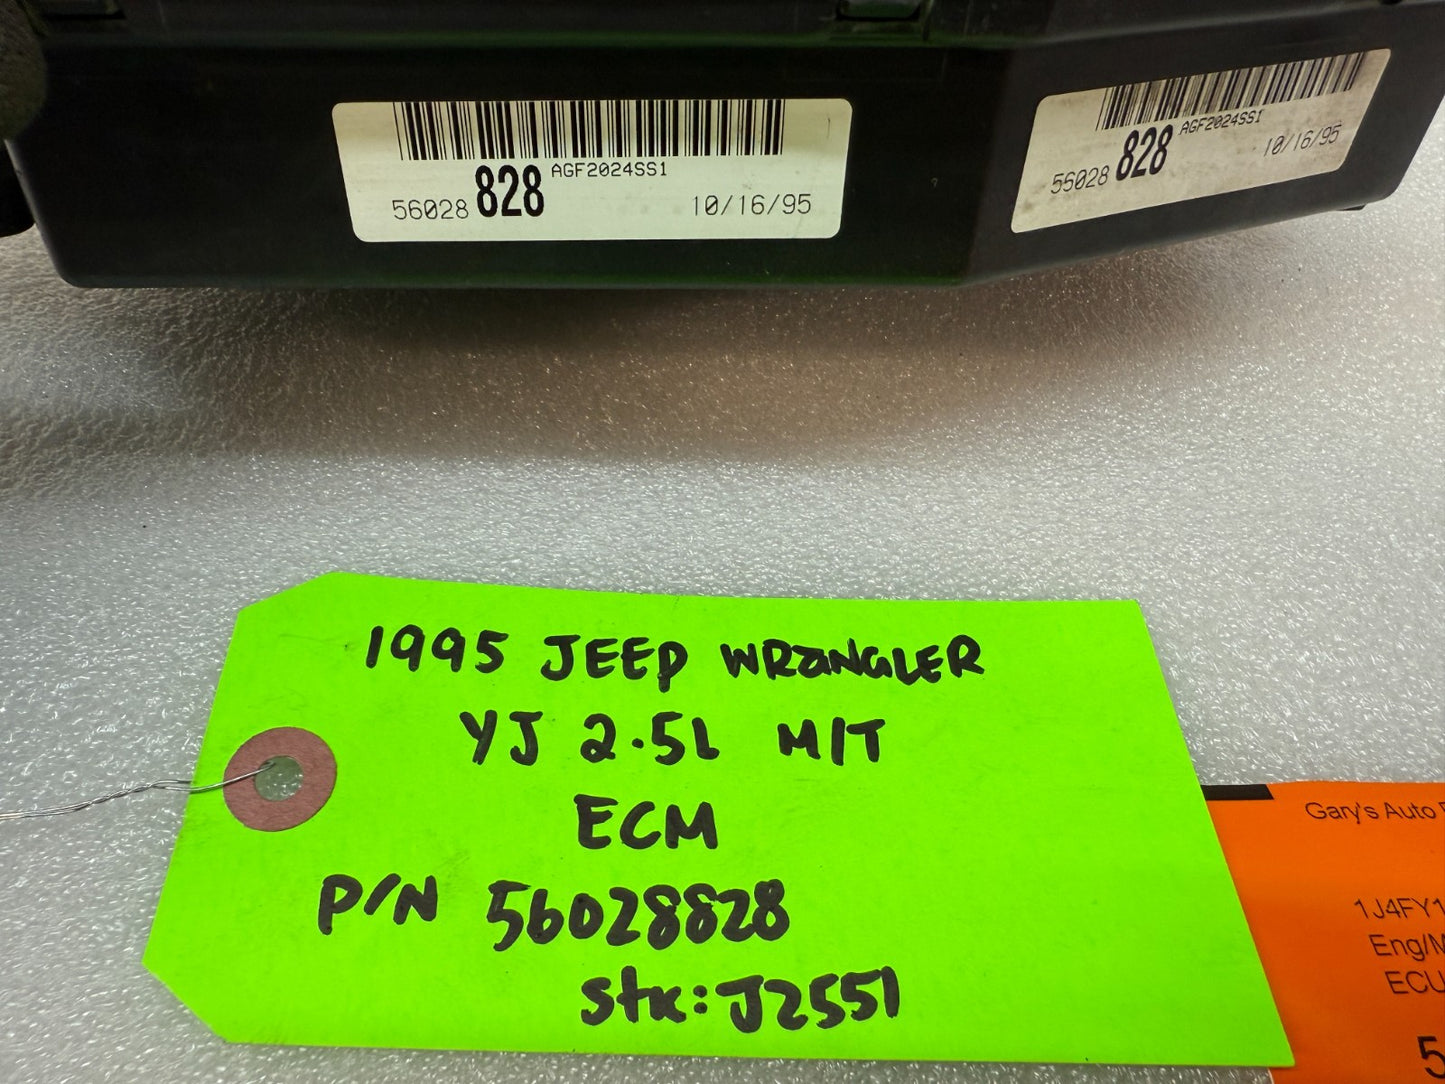 56028 828 AGF2024SS1 10/16/95
56028 828 AGF2024SS1 10/16/95
1995 JEEP WRANGLER
YJ 2.5L M/T
ECM
P/N 56028828
Stk: J2551
Gary's Auto
1J4FY1
Eng/M
ECU
5